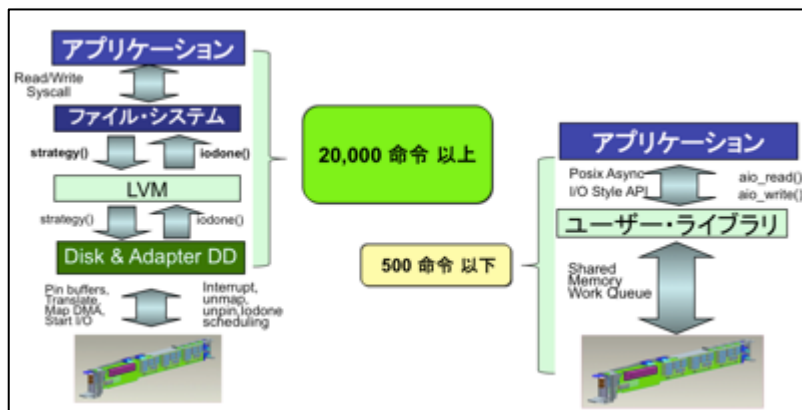 アプリケーション
Read/Write
Syscall
ファイル・システム
strategy()
iodone()
LVM
strategy()
iodone()
Disk & Adapter DD
Pin buffers,
Translate,
Map DMA,
Start I/O
Interrupt,
unmap,
unpin,Iodone
scheduling
20,000 命令 以上
500 命令 以下
アプリケーション
Posix Async
I/O Style API
aio_read()
aio_write()
ユーザー・ライブラリ
Shared
Memory
Work Queue